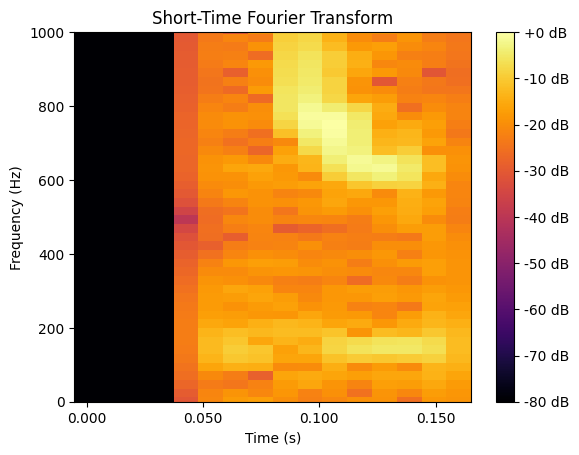 Short-Time Fourier Transform
Frequency (Hz)
1000
800
600
400
200
0
0.000
0.050
0.100
0.150
Time (s)
+0 dB
-10 dB
-20 dB
-30 dB
-40 dB
-50 dB
-60 dB
-70 dB
-80 dB